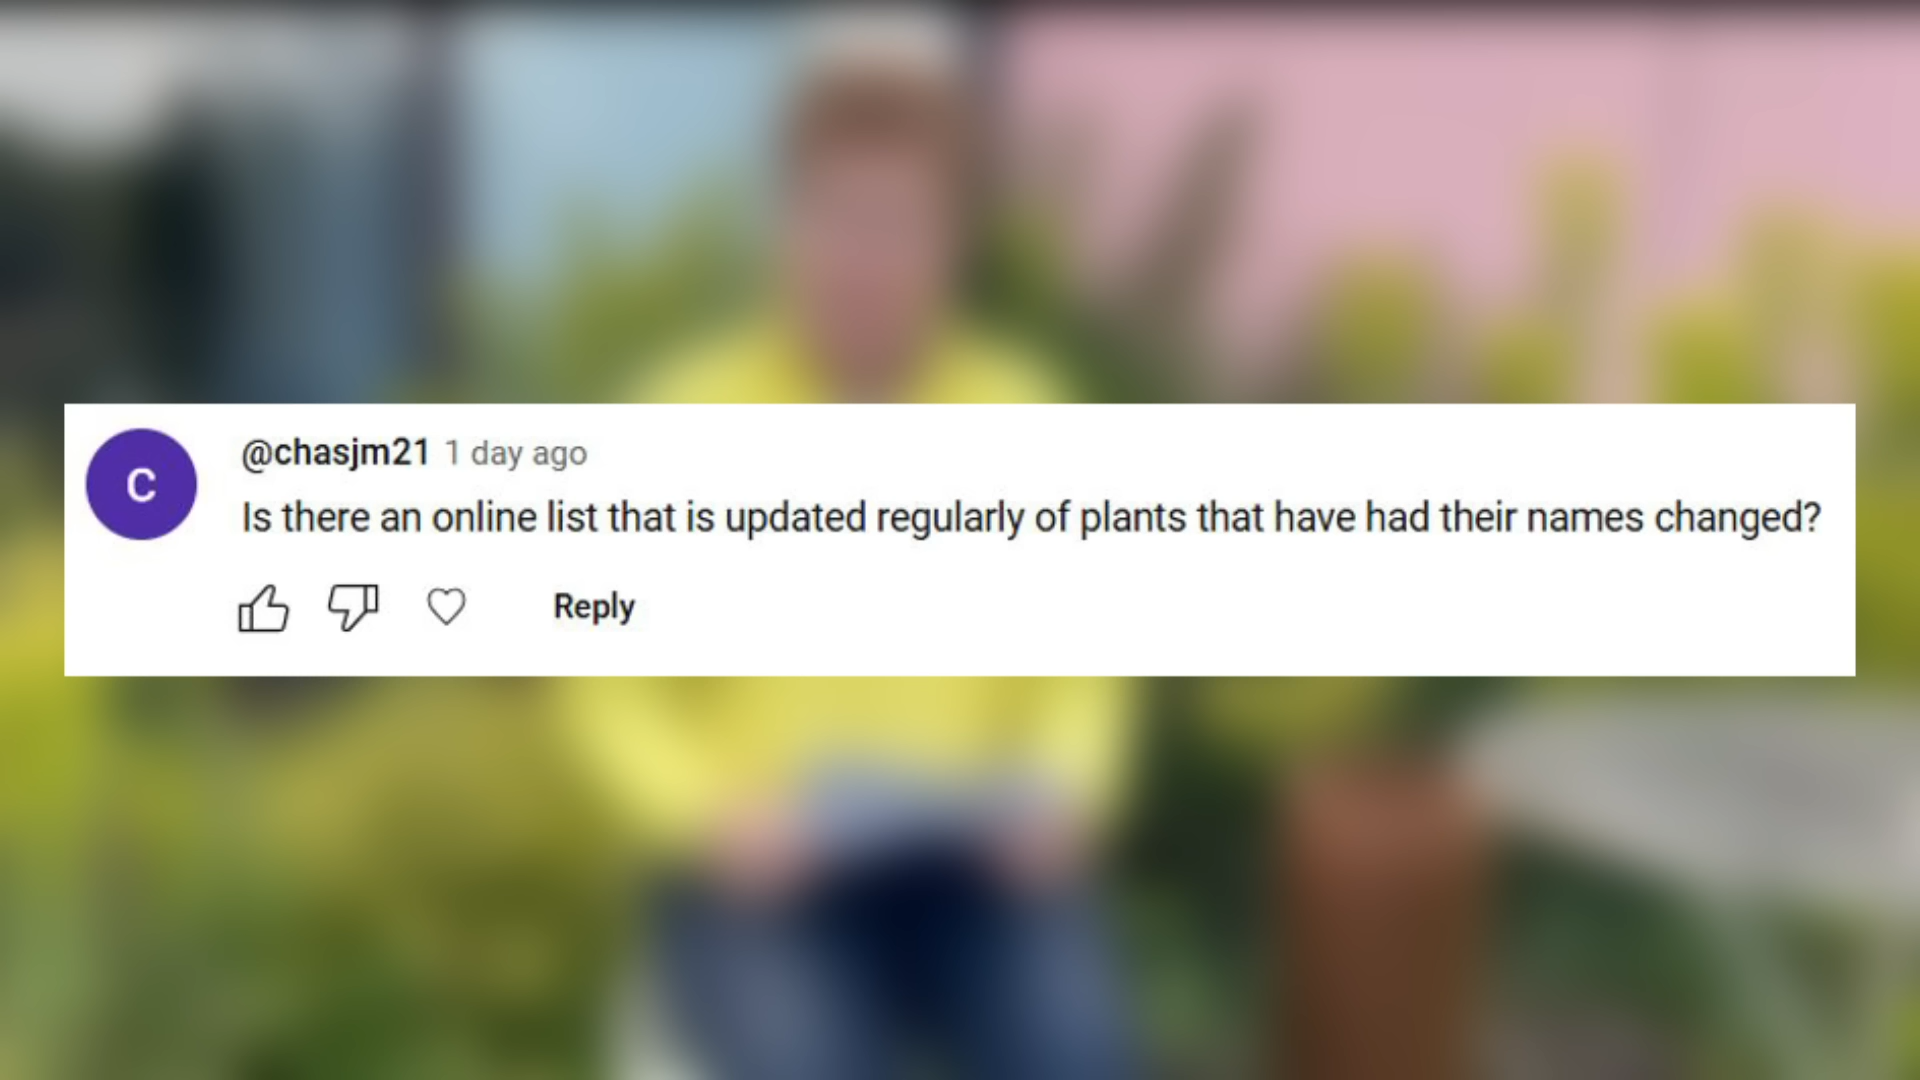 C
@chasjm21 1 day ago
Is there an online list that is updated regularly of plants that have had their names changed?
Reply